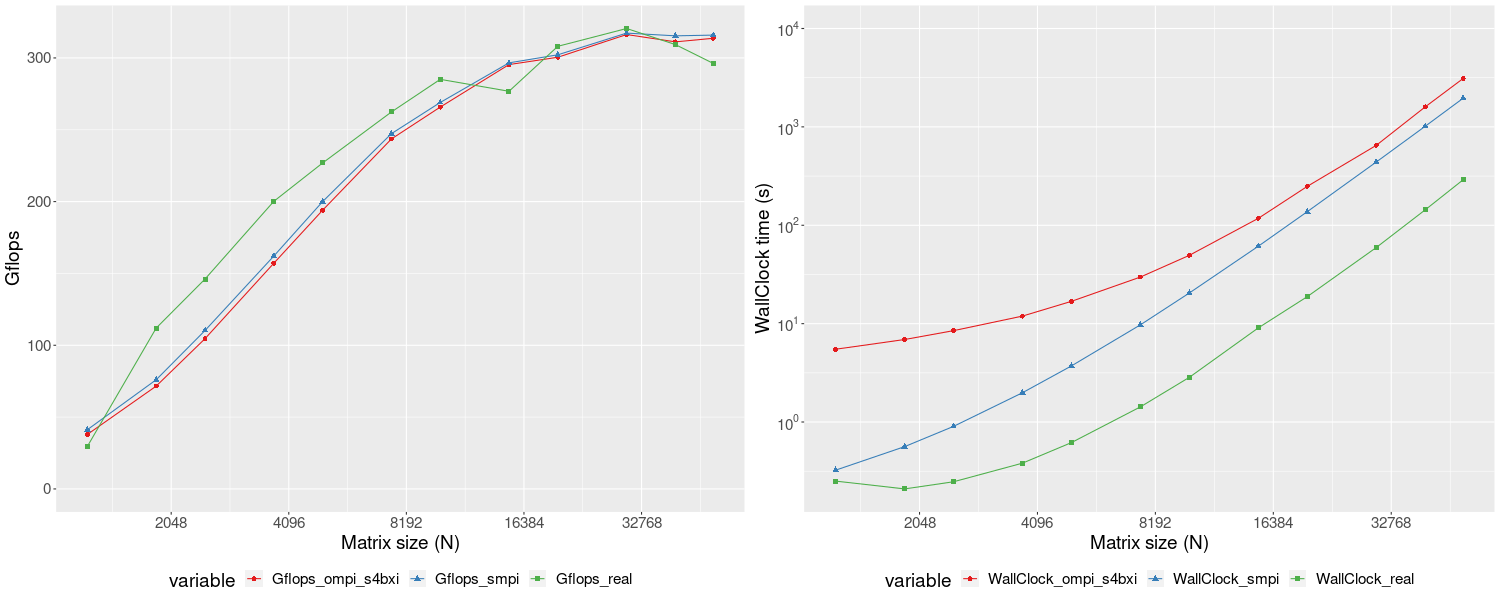 Gflops
300
200
100
0
2048 4096 8192 16384 32768
Matrix size (N)
variable Gflops_ompi_s4bxi Gflops_smpi Gflops_real
WallClock time (s)
10^4
10^3
10^2
10^1
10^0
2048 4096 8192 16384 32768
Matrix size (N)
variable WallClock_ompi_s4bxi WallClock_smpi WallClock_real